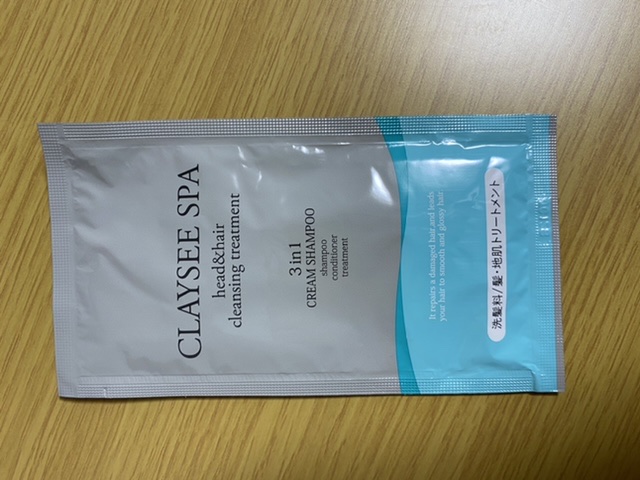 CLAYSEE SPA
head&hair
cleansing treatment
3 in 1
CREAM SHAMPOO
shampoo
conditioner
treatment
It repairs a damaged hair and leads
your hair to smooth and glossy hair.
洗髪料/髪・地肌トリートメント